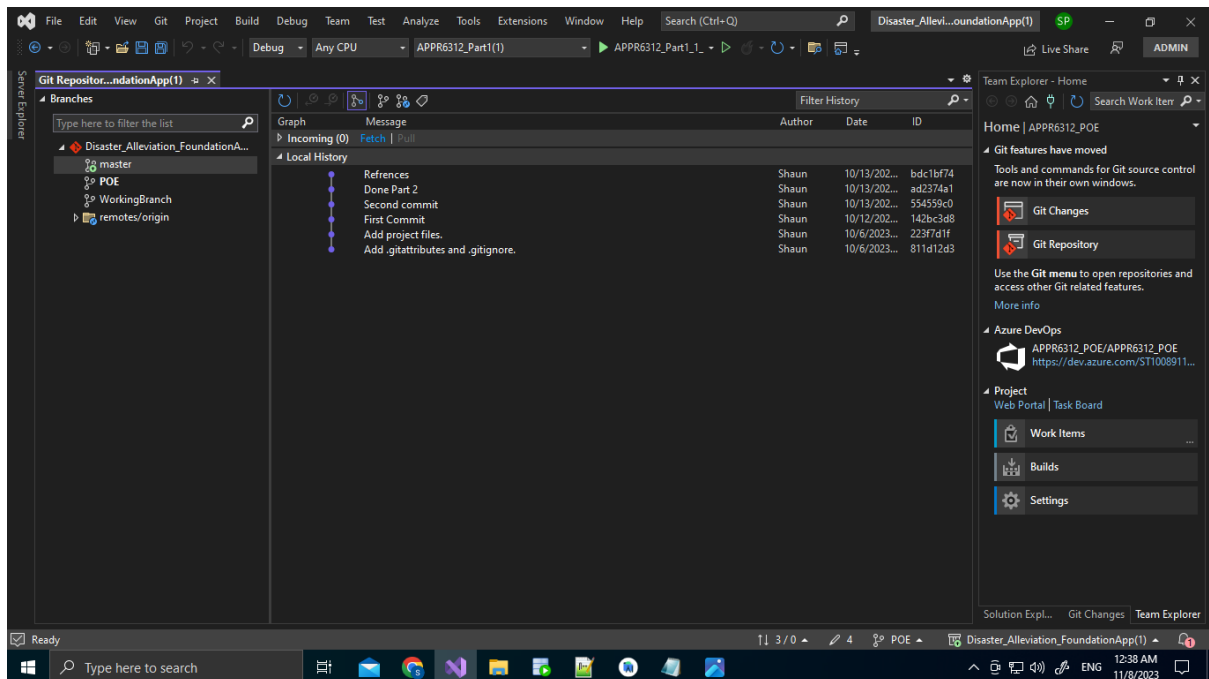 File Edit View Git Project Build Debug Team Test Analyze Tools Extensions Window Help Search (Ctrl+Q) Disaster_Allevi...oundationApp(1) SP
Debug Any CPU APPR6312_Part1(1) APPR6312_Part1_1_ Live Share ADMIN
Server Explorer
Git Repositor...ndationApp(1)
Branches
Type here to filter the list
Disaster_Alleviation_FoundationA...
master
POE
WorkingBranch
remotes/origin
Filter History
Graph Message Author Date ID
Incoming (0) Fetch | Pull
Local History
Refrences Shaun 10/13/202... bdc1bf74
Done Part 2 Shaun 10/13/202... ad2374a1
Second commit Shaun 10/13/202... 554559c0
First Commit Shaun 10/12/202... 142bc3d8
Add project files. Shaun 10/6/2023... 223f7d1f
Add .gitattributes and .gitignore. Shaun 10/6/2023... 811d12d3
Team Explorer - Home
Search Work Item
Home | APPR6312_POE
Git features have moved
Tools and commands for Git source control
are now in their own windows.
Git Changes
Git Repository
Use the Git menu to open repositories and
access other Git related features.
More info
Azure DevOps
APPR6312_POE/APPR6312_POE
https://dev.azure.com/ST1008911...
Project
Web Portal | Task Board
Work Items
...
Builds
Settings
Solution Expl... Git Changes Team Explorer
Ready 3 / 0 4 POE Disaster_Alleviation_FoundationApp(1) 1
Type here to search ENG 12:38 AM
11/8/2023